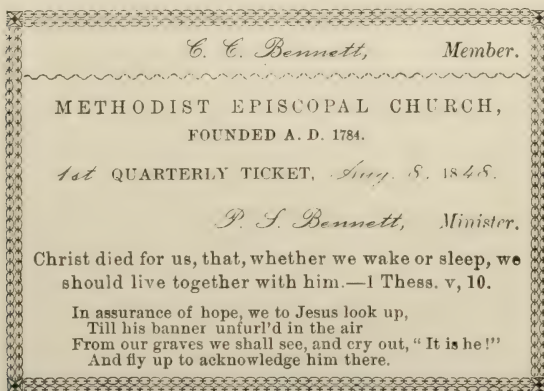 C. C. Bennett, Member.
METHODIST EPISCOPAL CHURCH,
FOUNDED A. D. 1784.
1st QUARTERLY TICKET, Aug. 8. 1848.
P. S. Bennett, Minister.
Christ died for us, that, whether we wake or sleep, we
should live together with him.—1 Thess. v, 10.
In assurance of hope, we to Jesus look up,
Till his banner unfurl'd in the air
From our graves we shall see, and cry out, "It is he!"
And fly up to acknowledge him there.